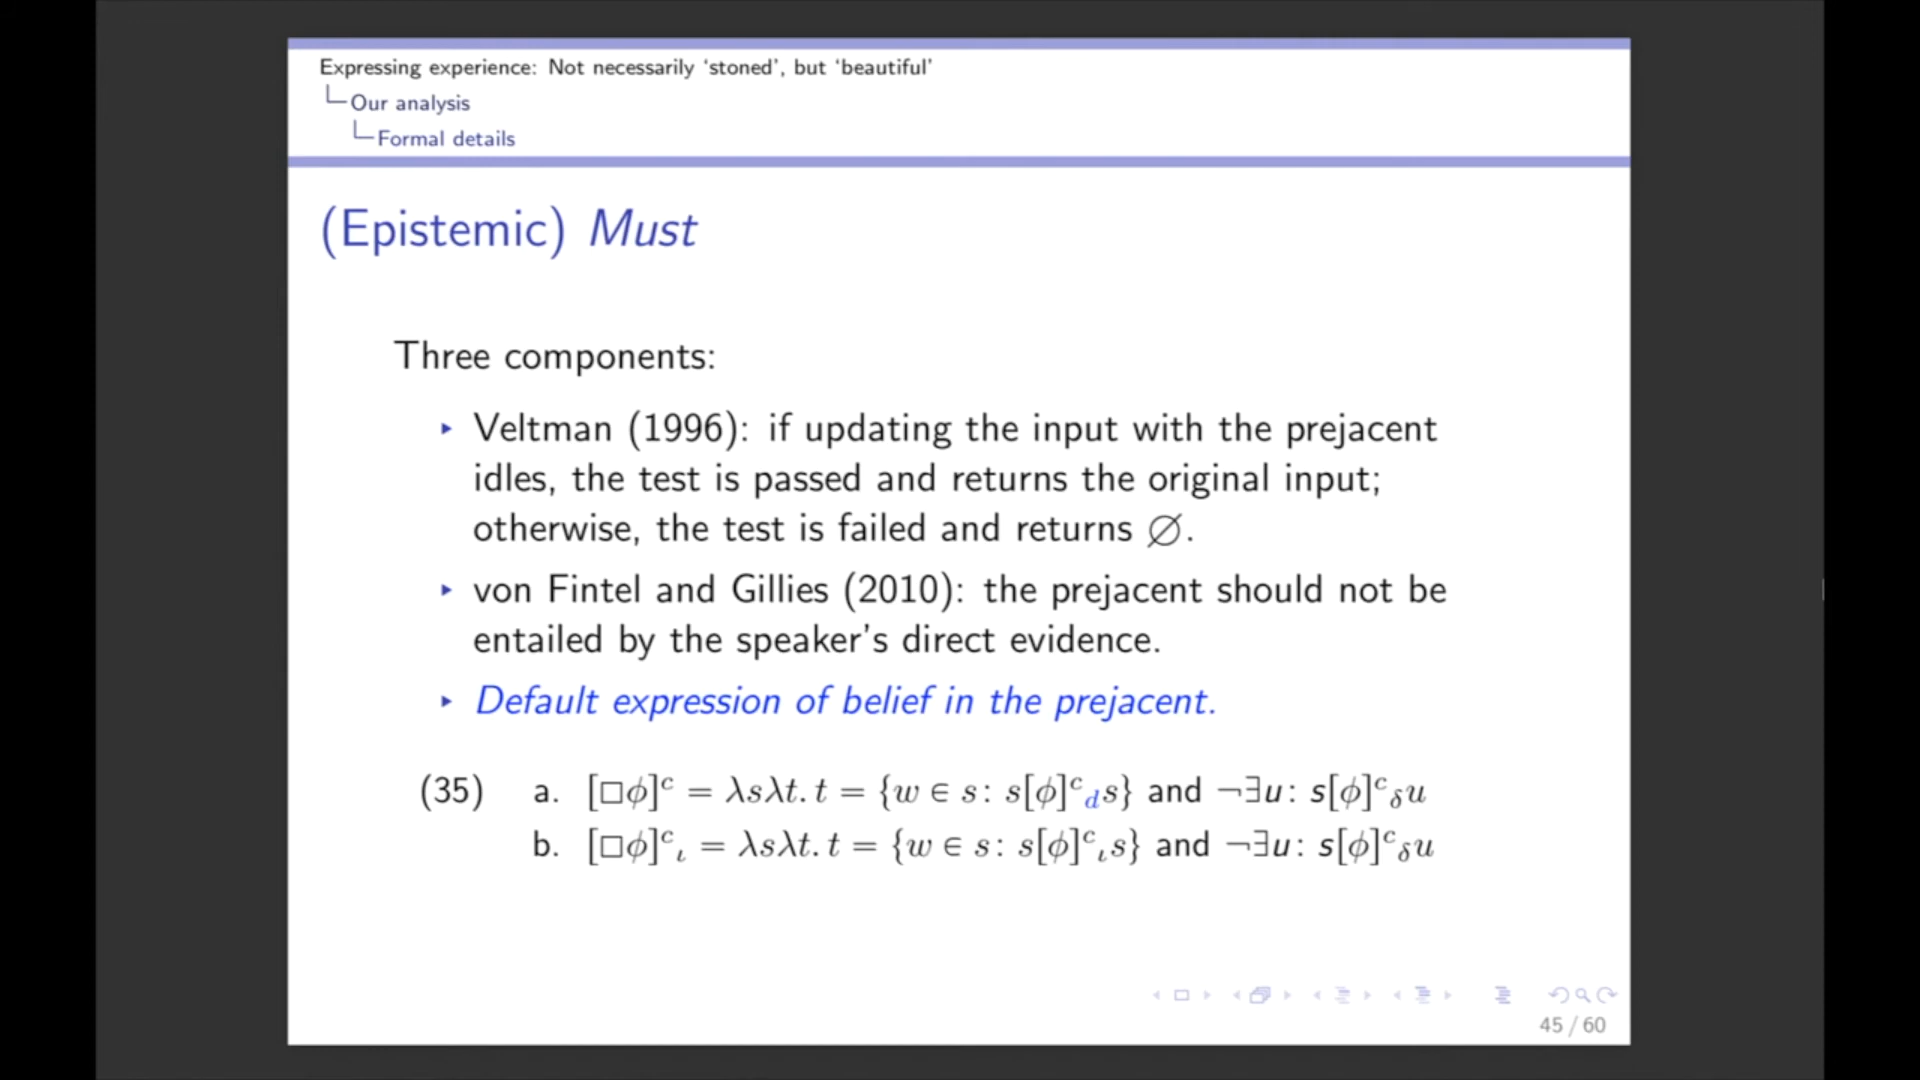 Expressing experience: Not necessarily ‘stoned’, but ‘beautiful’
Our analysis
Formal details
(Epistemic) Must
Three components:
▸ Veltman (1996): if updating the input with the prejacent
idles, the test is passed and returns the original input;
otherwise, the test is failed and returns ∅.
▸ von Fintel and Gillies (2010): the prejacent should not be
entailed by the speaker’s direct evidence.
▸ Default expression of belief in the prejacent.
(35) a. [□ϕ]ᶜ = λsλt. t = {w ∈ s: s[ϕ]ᶜ_d s} and ¬∃u: s[ϕ]ᶜ_δ u
b. [□ϕ]ᶜ_ι = λsλt. t = {w ∈ s: s[ϕ]ᶜ_ι s} and ¬∃u: s[ϕ]ᶜ_δ u
45 / 60